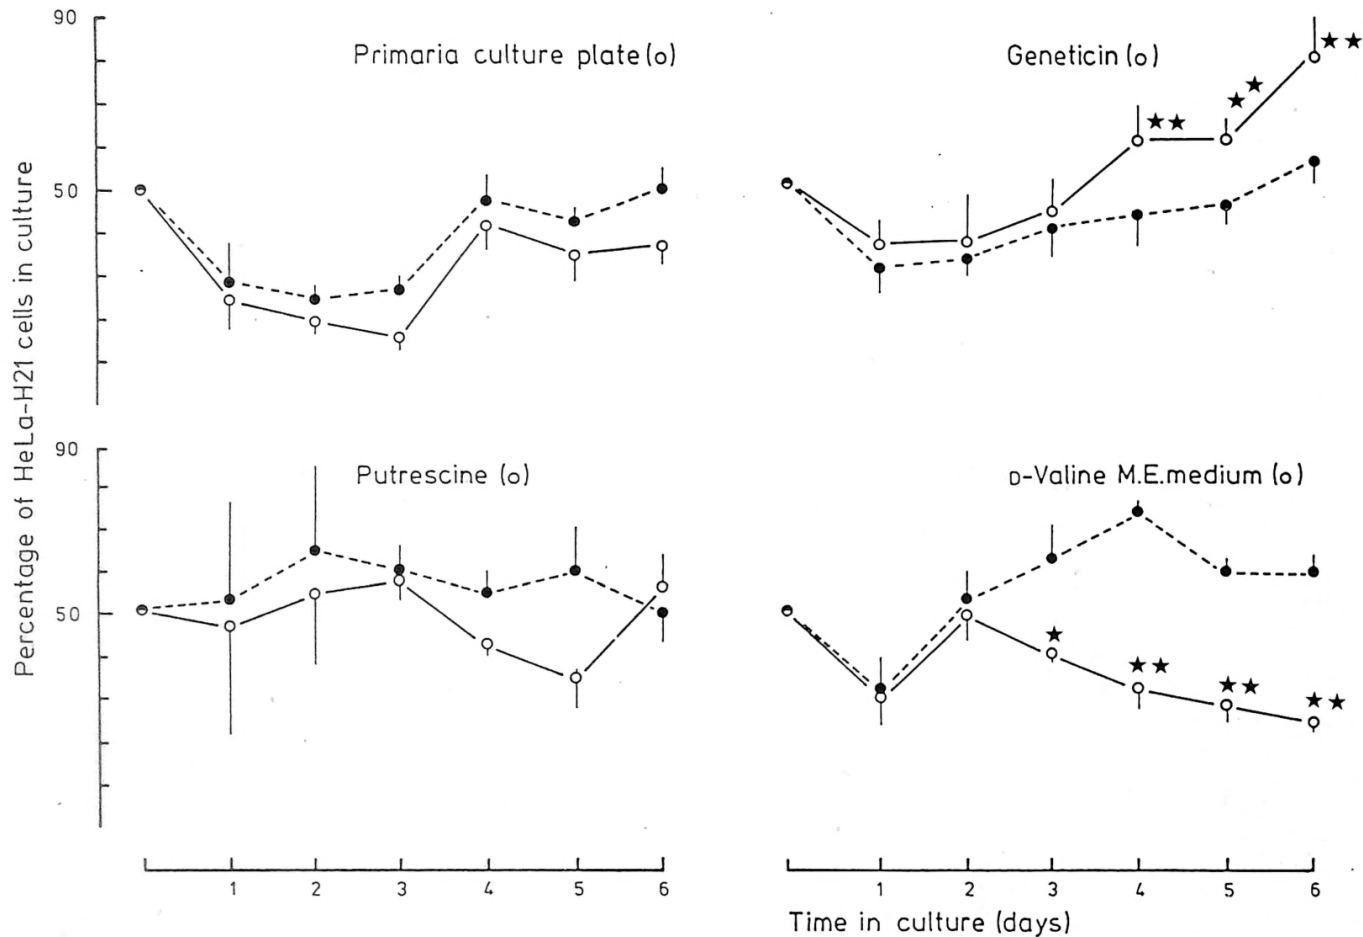 90
Primaria culture plate (o)
Geneticin (o)
★★
★★
★★
50
Percentage of HeLa-H21 cells in culture
90
Putrescine (o)
D-Valine M.E.medium (o)
50
★
★★
★★
★★
1 2 3 4 5 6
1 2 3 4 5 6
Time in culture (days)